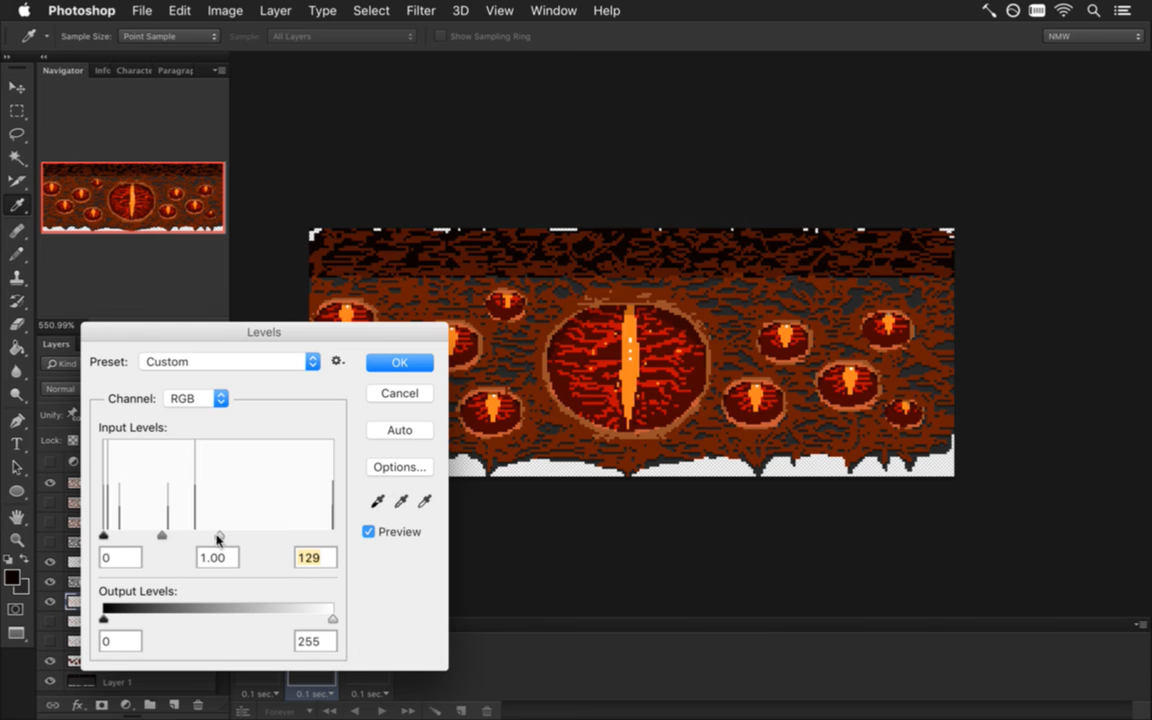 Photoshop File Edit Image Layer Type Select Filter 3D View Window Help
Sample Size: Point Sample Sample: All Layers Show Sampling Ring NMW
Navigator Info Characte Paragrap
550.99%
Layers
Kind
Normal
Unify:
Lock:
Levels
Preset: Custom
OK
Channel: RGB
Cancel
Input Levels:
Auto
Options...
Preview
0 1.00 129
Output Levels:
0 255
Layer 1
0.1 sec. 0.1 sec. 0.1 sec.
fx
Forever